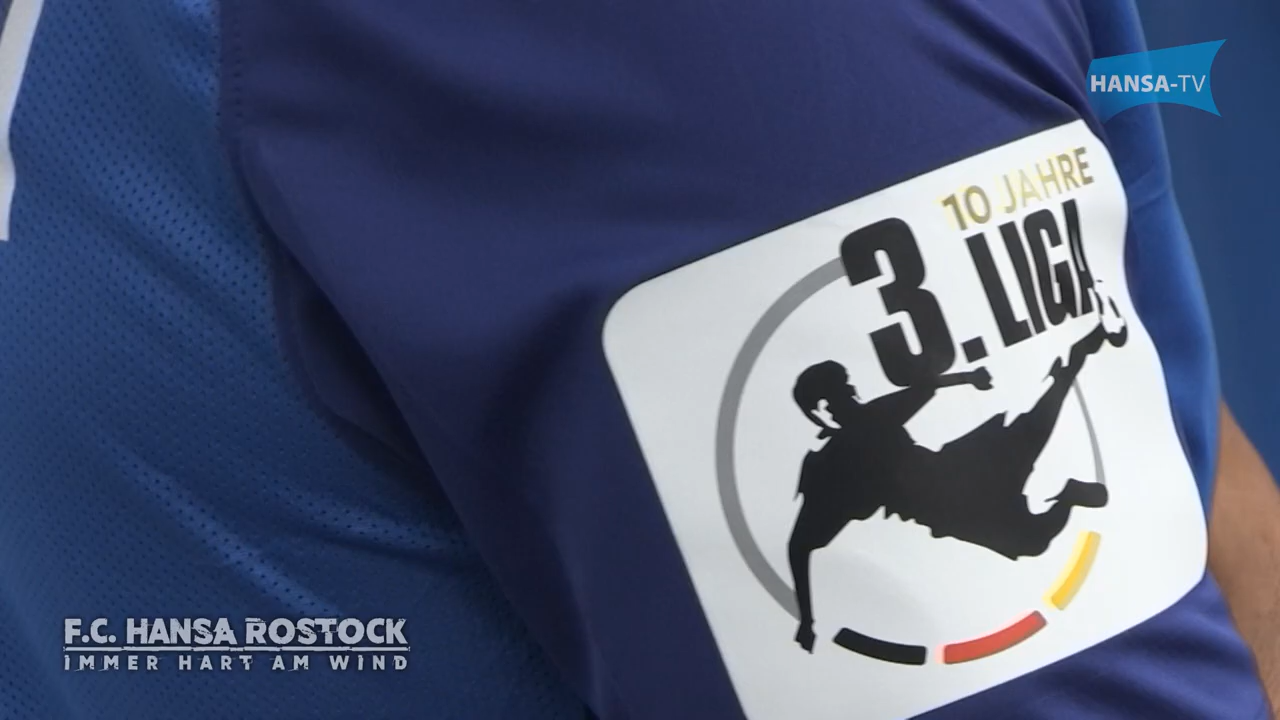 HANSA-TV
10 JAHRE
3. LIGA
F.C. HANSA ROSTOCK
IMMER HART AM WIND